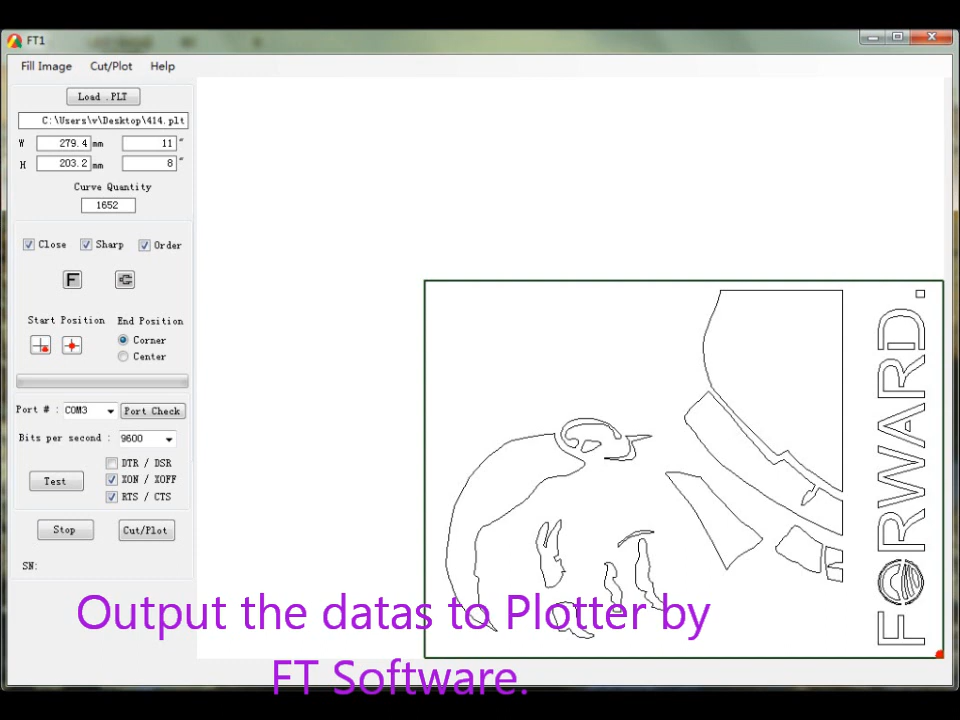 FT1
Fill Image Cut/Plot Help
Load .PLT
C:\Users\v\Desktop\414.plt
W 279.4 mm 11 "
H 203.2 mm 8 "
Curve Quantity
1652
Close Sharp Order
F
Start Position End Position
Corner
Center
Port # : COM3 Port Check
Bits per second : 9600
DTR / DSR
Test XON / XOFF
RTS / CTS
Stop Cut/Plot
SN:
FORWARD.
Output the datas to Plotter by
FT Software.